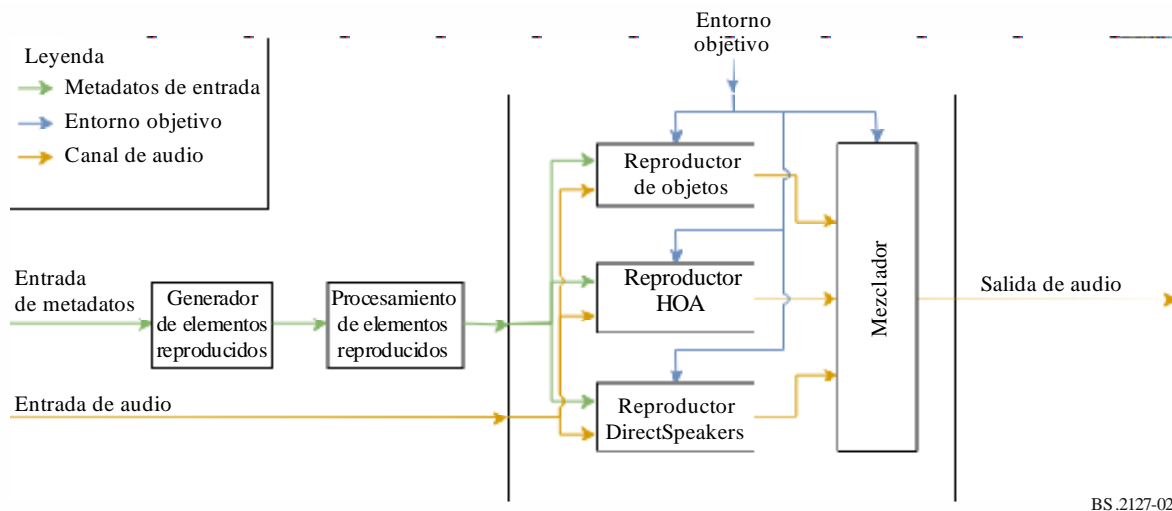 Entorno
objetivo
Leyenda
Metadatos de entrada
Entorno objetivo
Canal de audio
Reproductor
de objetos
Entrada
de metadatos
Generador
de elementos
reproducidos
Procesamiento
de elementos
reproducidos
Reproductor
HOA
Mezclador
Salida de audio
Entrada de audio
Reproductor
DirectSpeakers
BS.2127-02